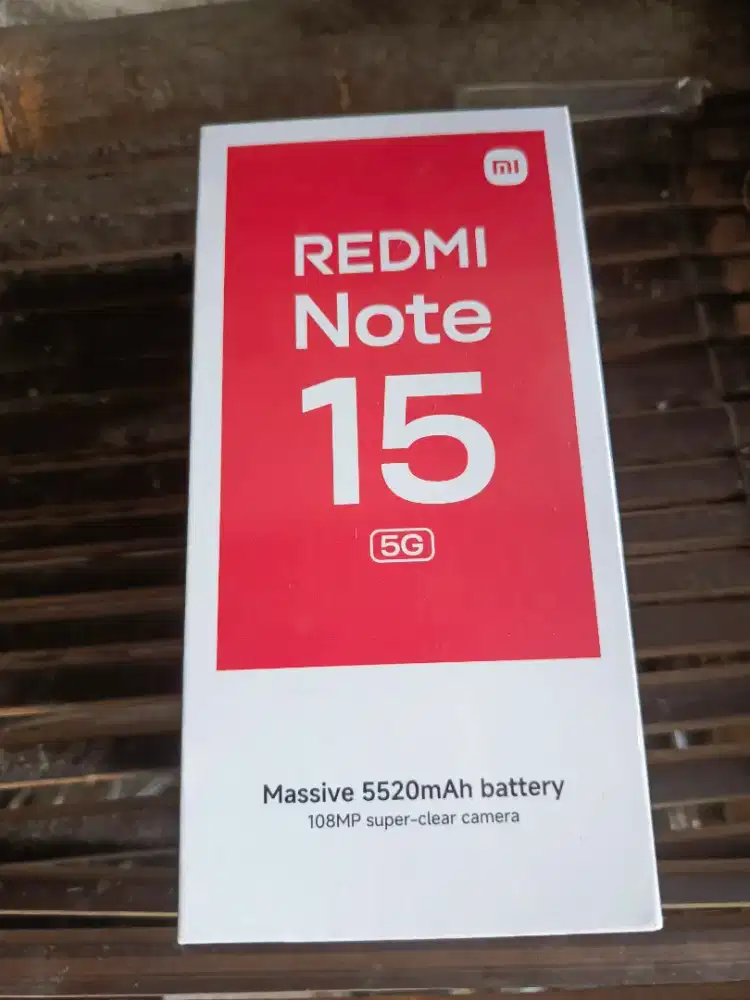 mi
REDMI
Note
15
5G
Massive 5520mAh battery
108MP super-clear camera